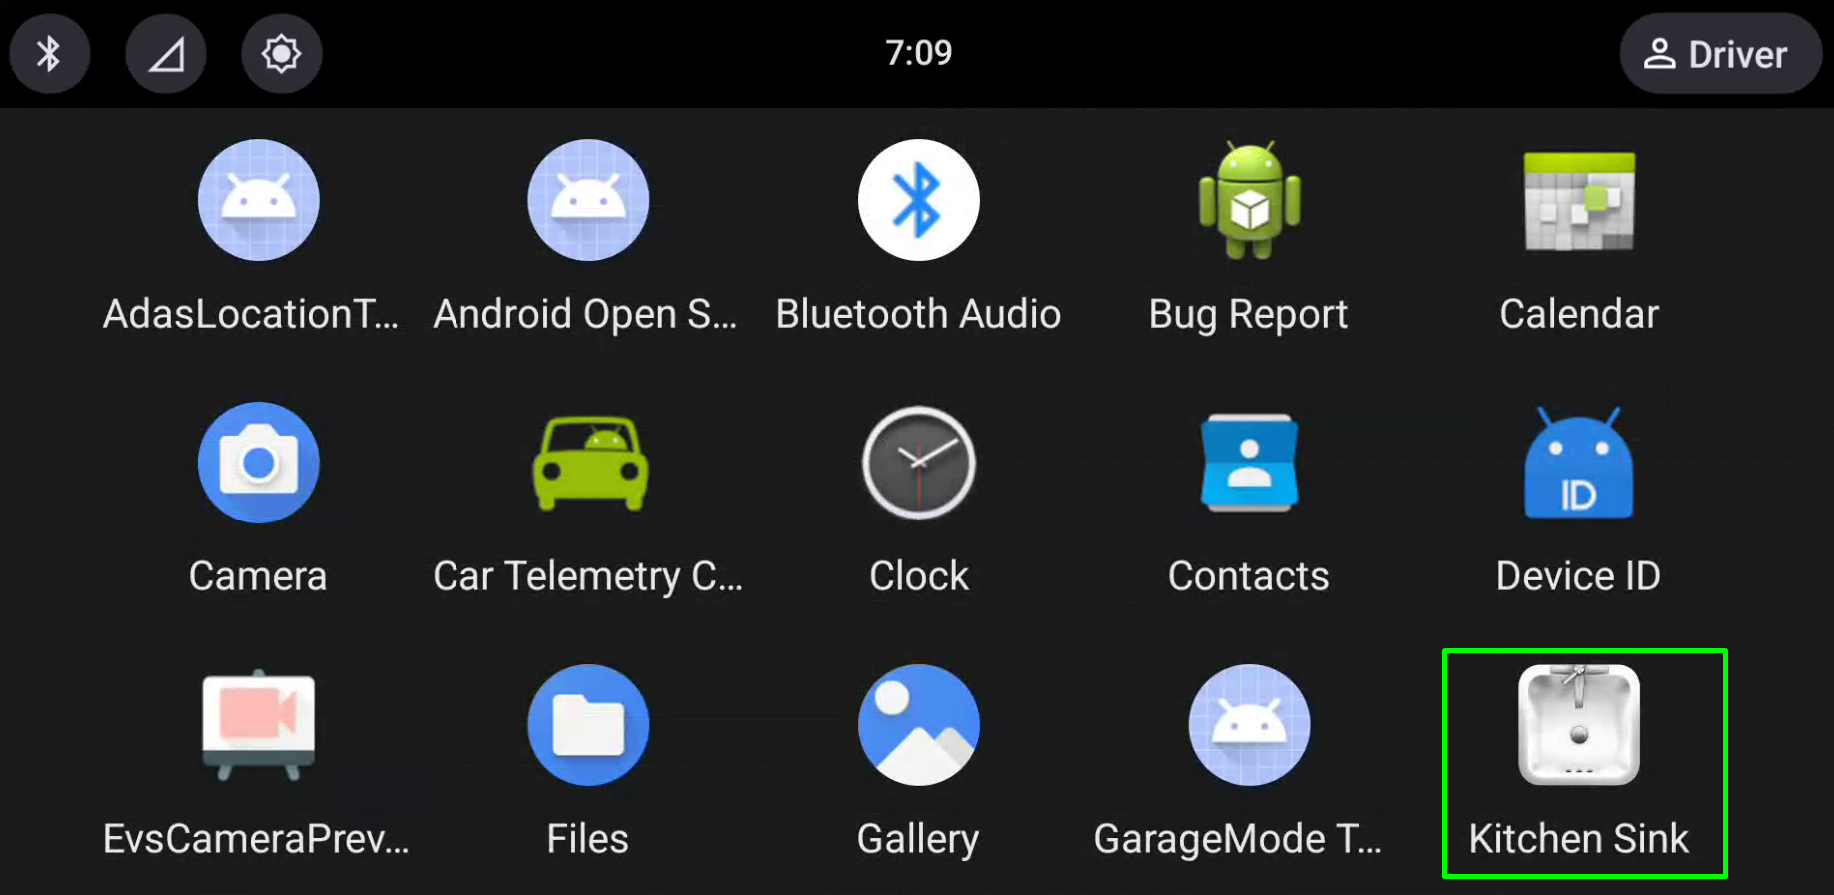 7:09
Driver
AdasLocationT...
Android Open S...
Bluetooth Audio
Bug Report
Calendar
Camera
Car Telemetry C...
Clock
Contacts
ID
Device ID
EvsCameraPrev...
Files
Gallery
GarageMode T...
Kitchen Sink